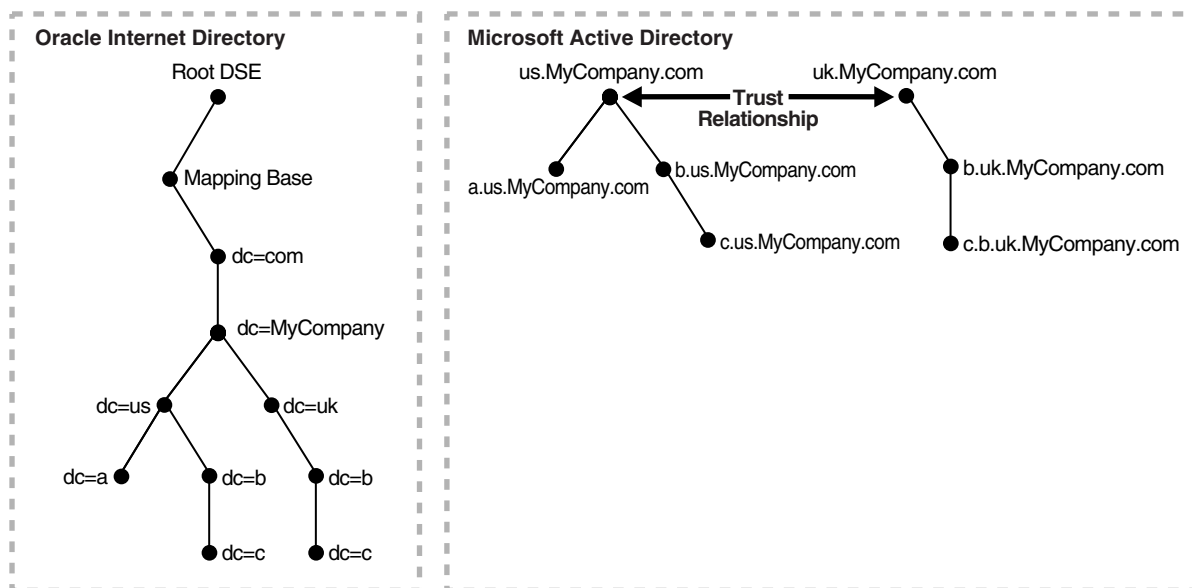 Oracle Internet Directory
Root DSE
Mapping Base
dc=com
dc=MyCompany
dc=us
dc=uk
dc=a
dc=b
dc=b
dc=c
dc=c
Microsoft Active Directory
us.MyCompany.com
uk.MyCompany.com
Trust
Relationship
a.us.MyCompany.com
b.us.MyCompany.com
b.uk.MyCompany.com
c.us.MyCompany.com
c.b.uk.MyCompany.com